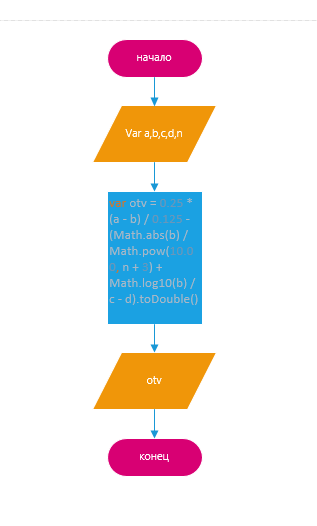 начало
Var a,b,c,d,n
var otv = 0.25 *
(a - b) / 0.125 -
(Math.abs(b) /
Math.pow(10.0
0, n + 3) +
Math.log10(b) /
c - d).toDouble()
otv
конец